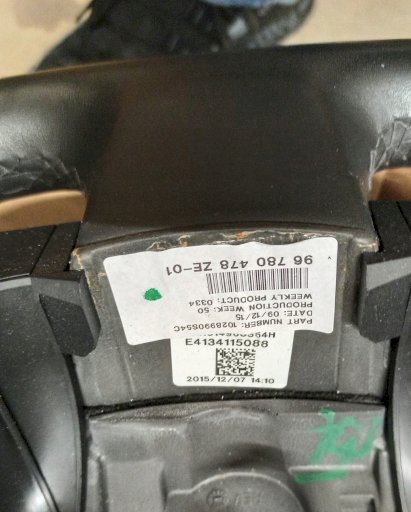 96 780 478 ZE-01
WEEKLY PRODUCT: 0334
PRODUCTION WEEK: 50
DATE: 09/12/15
PART NUMBER: 10289990SS4C
E4134115088
2015/12/07 14:10